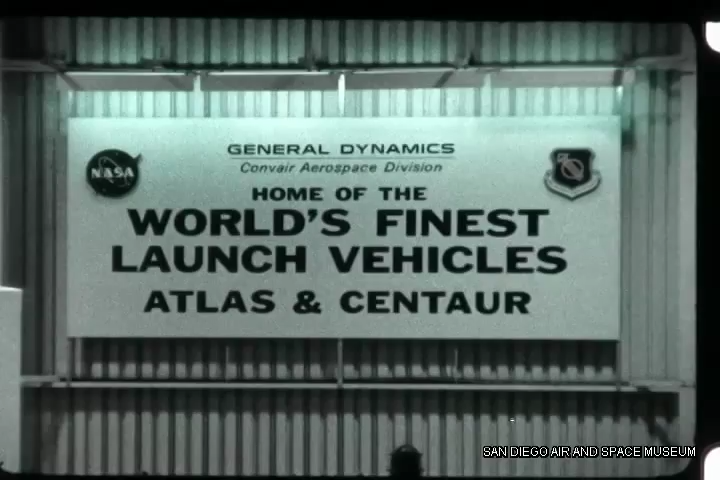 GENERAL DYNAMICS
Convair Aerospace Division
NASA
HOME OF THE
WORLD'S FINEST
LAUNCH VEHICLES
ATLAS & CENTAUR
SAN DIEGO AIR AND SPACE MUSEUM